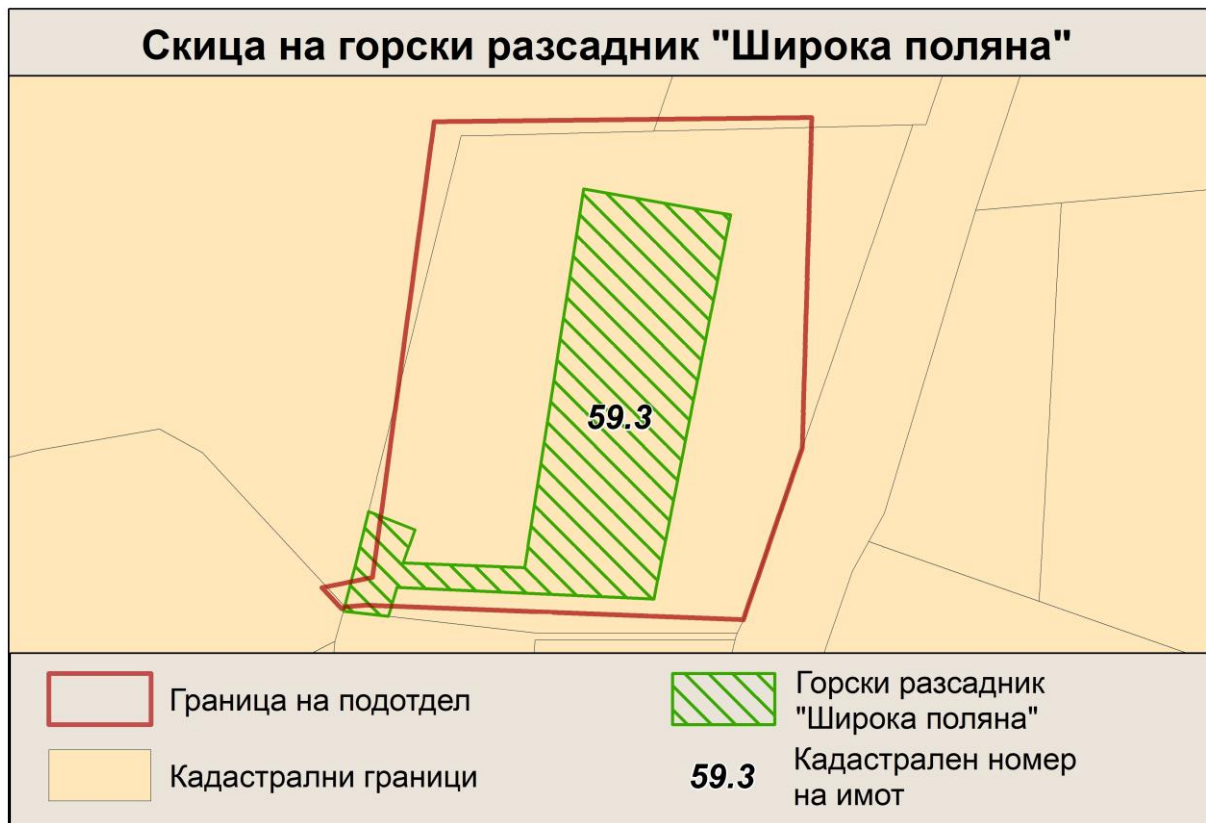 Скица на горски разсадник "Широка поляна"
59.3
Граница на подотдел
Кадастрални граници
Горски разсадник
"Широка поляна"
59.3
Кадастрален номер
на имот